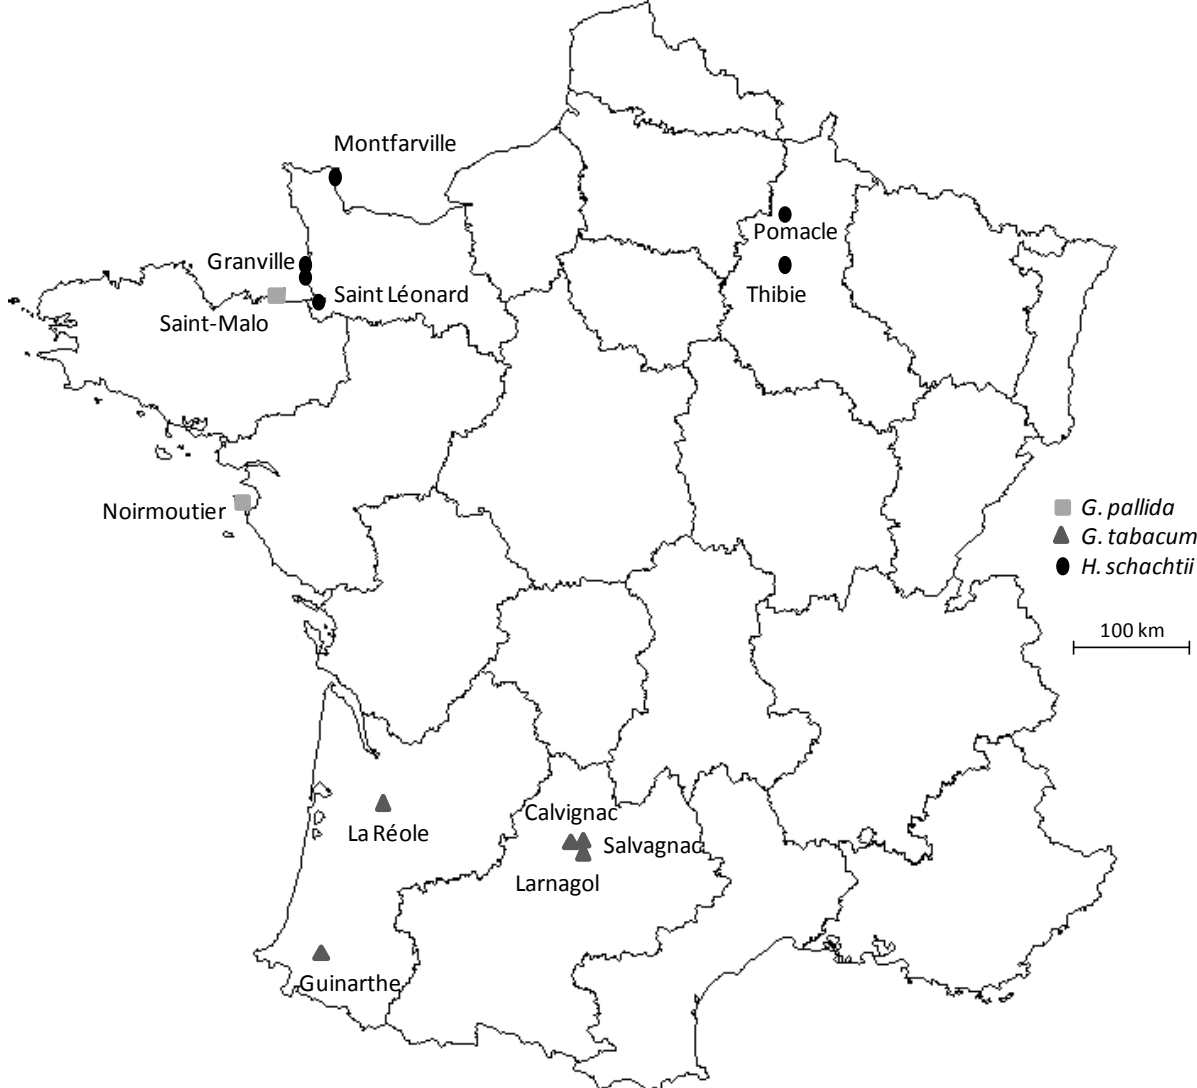 Montfarville
Pomacle
Granville
Thibie
Saint Léonard
Saint-Malo
Noirmoutier
G. pallida
G. tabacum
H. schachtii
100 km
Calvignac
La Réole
Salvagnac
Larnagol
Guinarthe